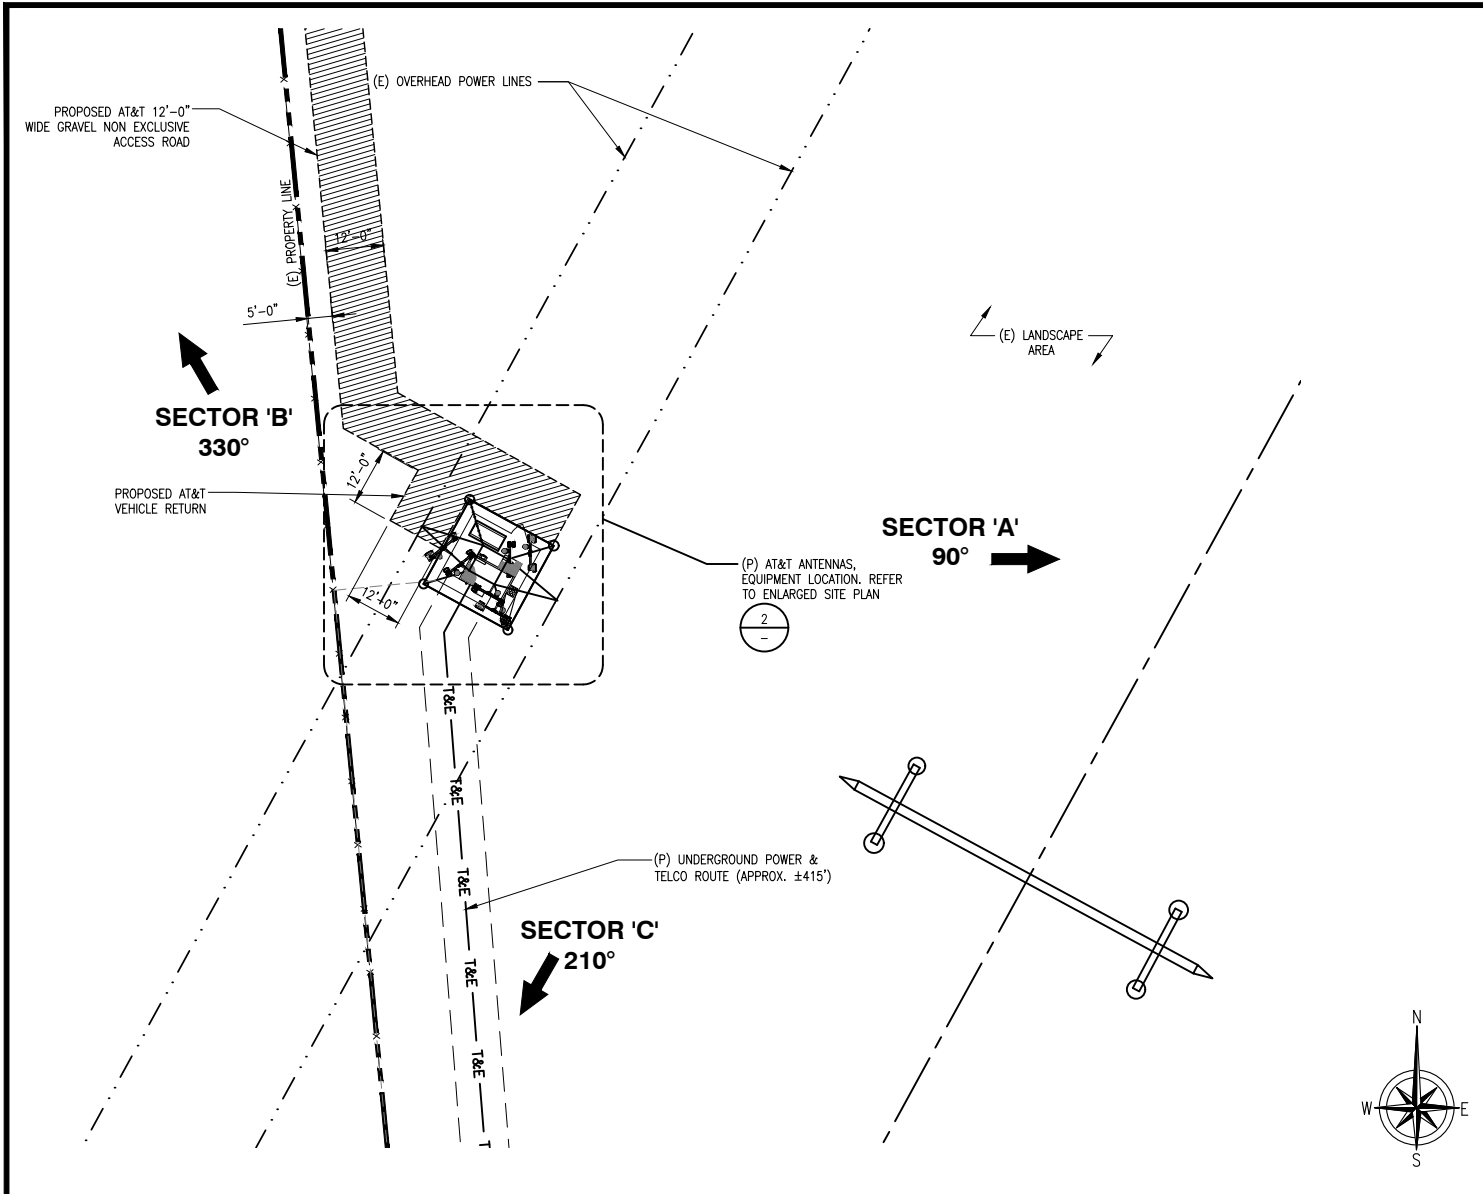 (E) OVERHEAD POWER LINES
PROPOSED AT&T 12'-0"
WIDE GRAVEL NON EXCLUSIVE
ACCESS ROAD
(E) PROPERTY LINE
12'-0"
5'-0"
(E) LANDSCAPE
AREA
SECTOR 'B'
330°
12'-0"
PROPOSED AT&T
VEHICLE RETURN
SECTOR 'A'
90°
(P) AT&T ANTENNAS,
EQUIPMENT LOCATION. REFER
TO ENLARGED SITE PLAN
2
-
12'-0"
T&E
T&E
T&E
(P) UNDERGROUND POWER &
TELCO ROUTE (APPROX. ±415')
SECTOR 'C'
210°
T&E
T&E
T
N
W
E
S